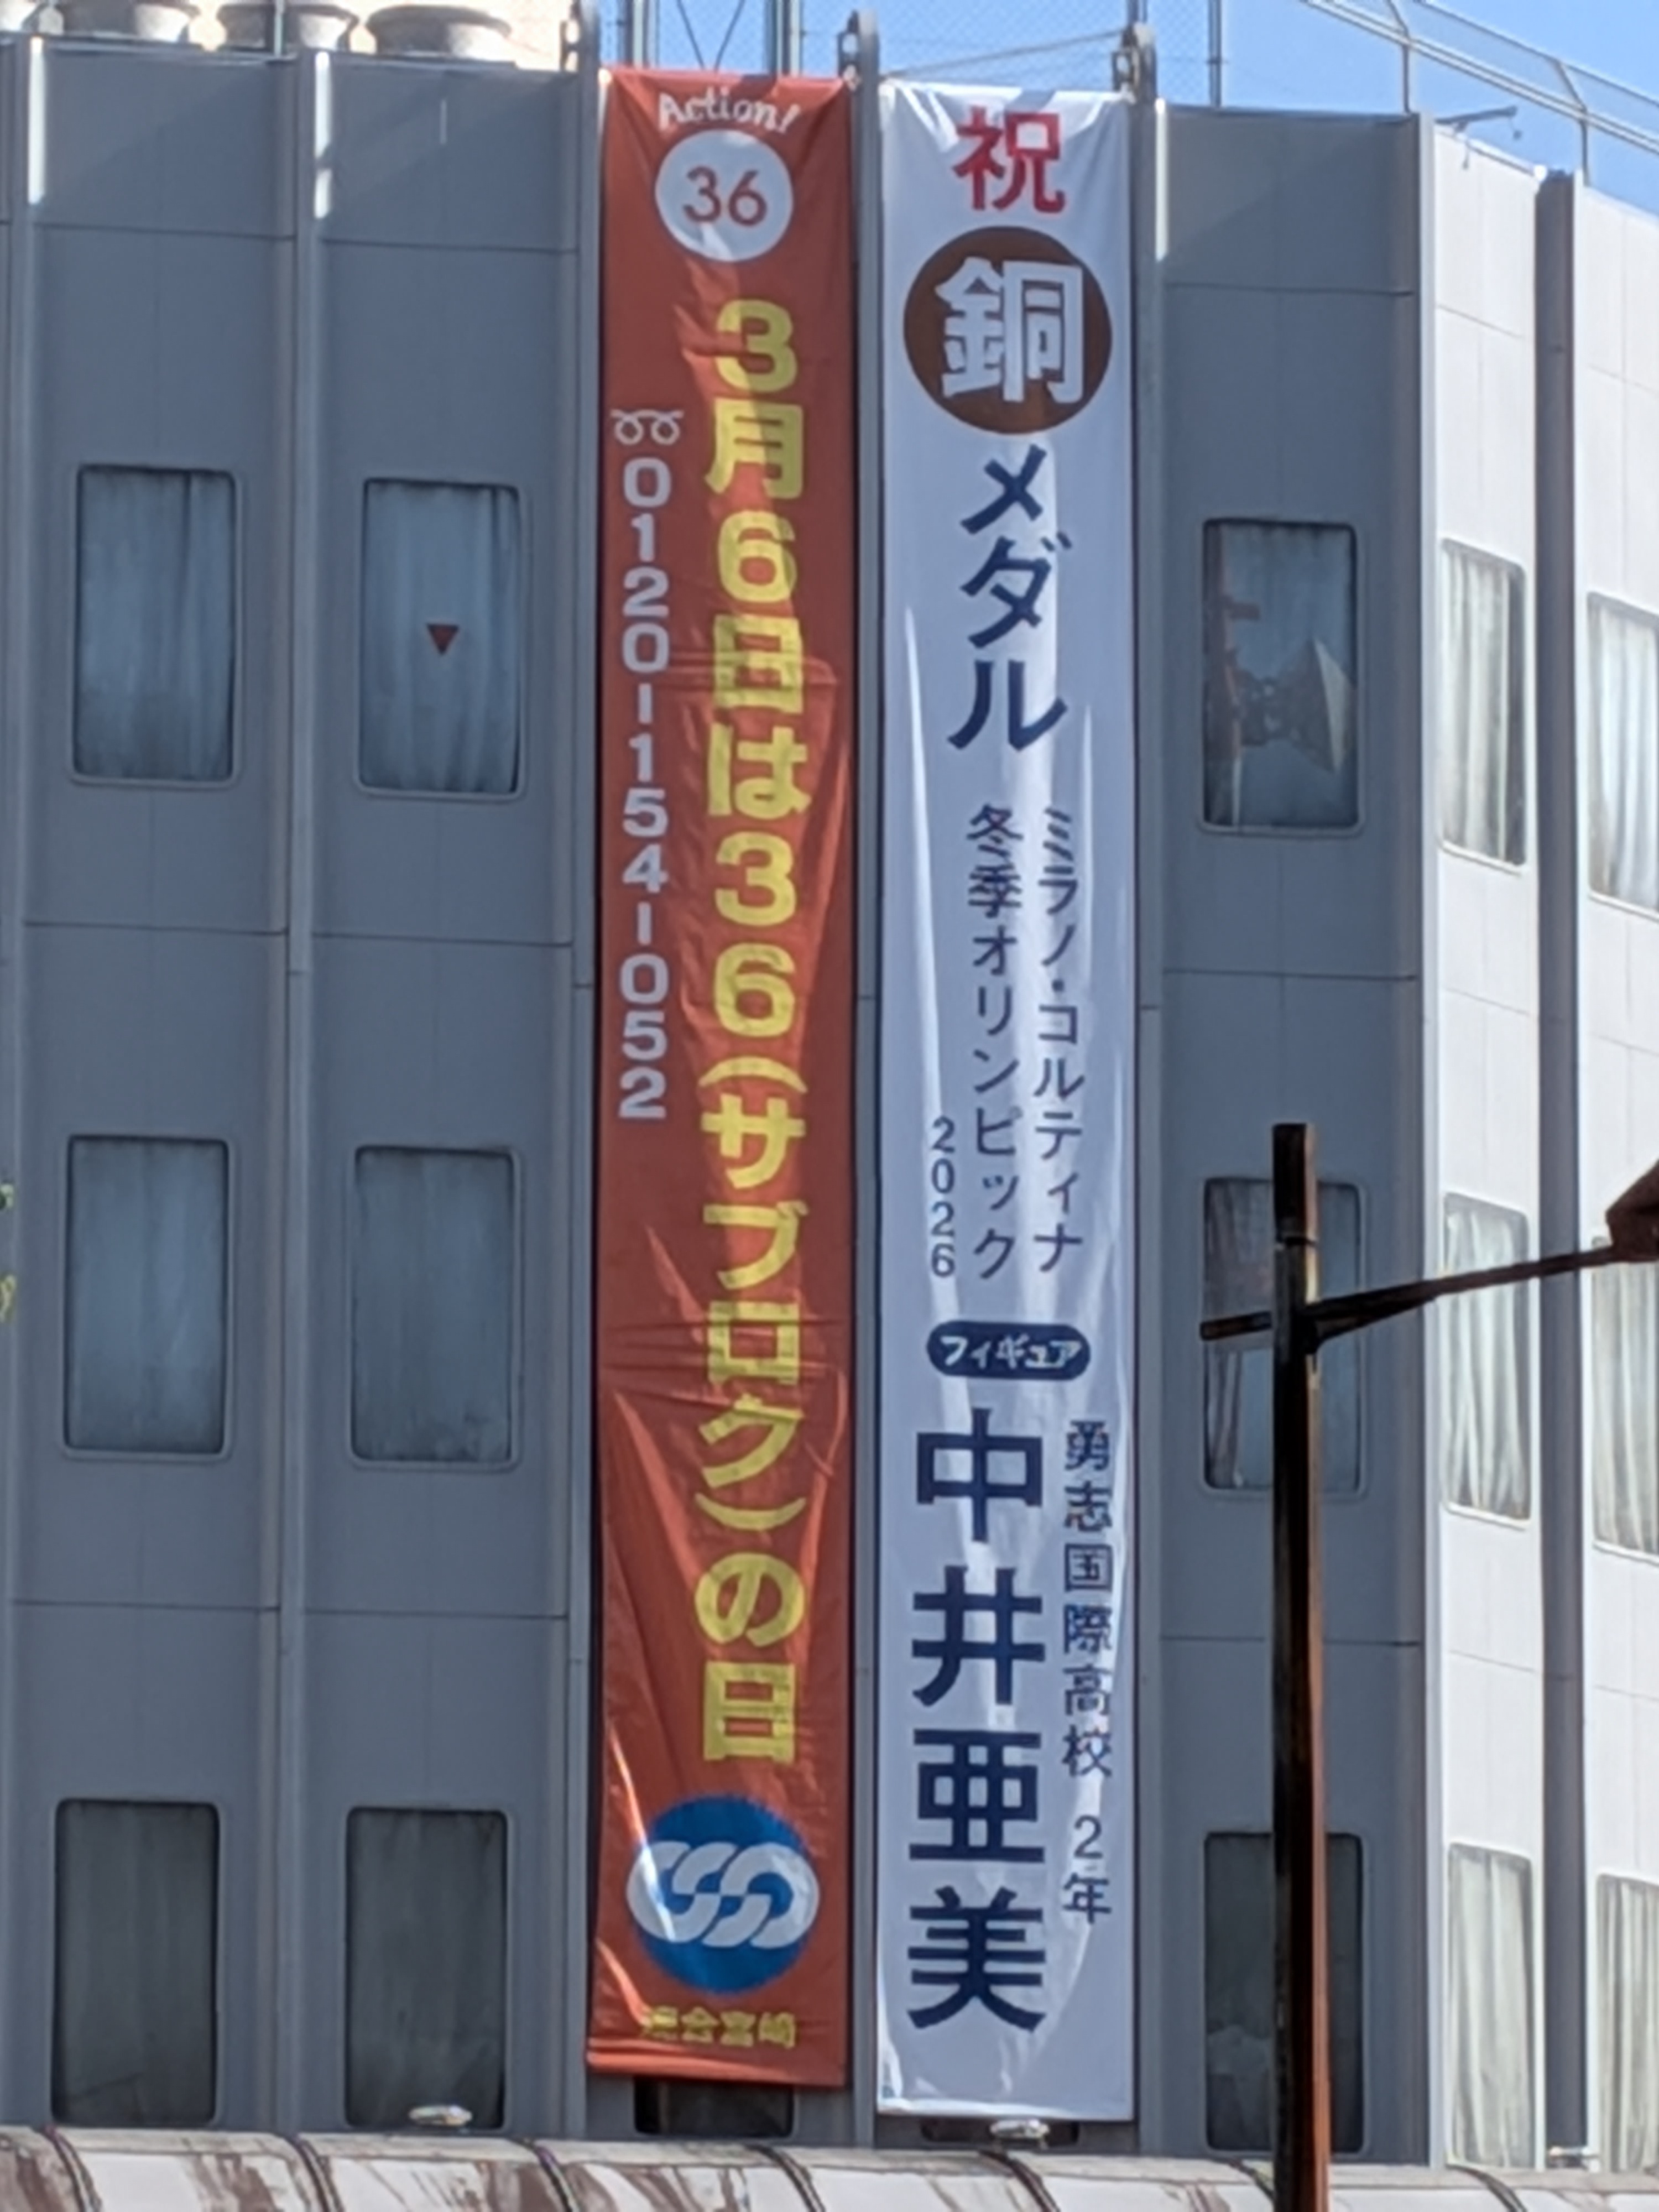 Action!
36
3月6日は36(サブロク)の日
0120-154-052
連合宮崎
祝
銅
メダル
ミラノ・コルティナ
冬季オリンピック
2026
フィギュア
勇志国際高校 2年
中井亜美